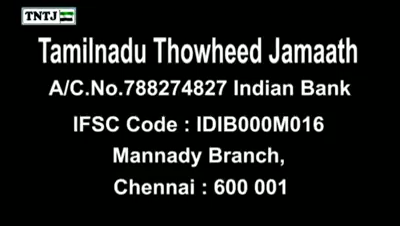 TNTJ
Tamilnadu Thowheed Jamaath
A/C.No.788274827 Indian Bank
IFSC Code : IDIB000M016
Mannady Branch,
Chennai : 600 001